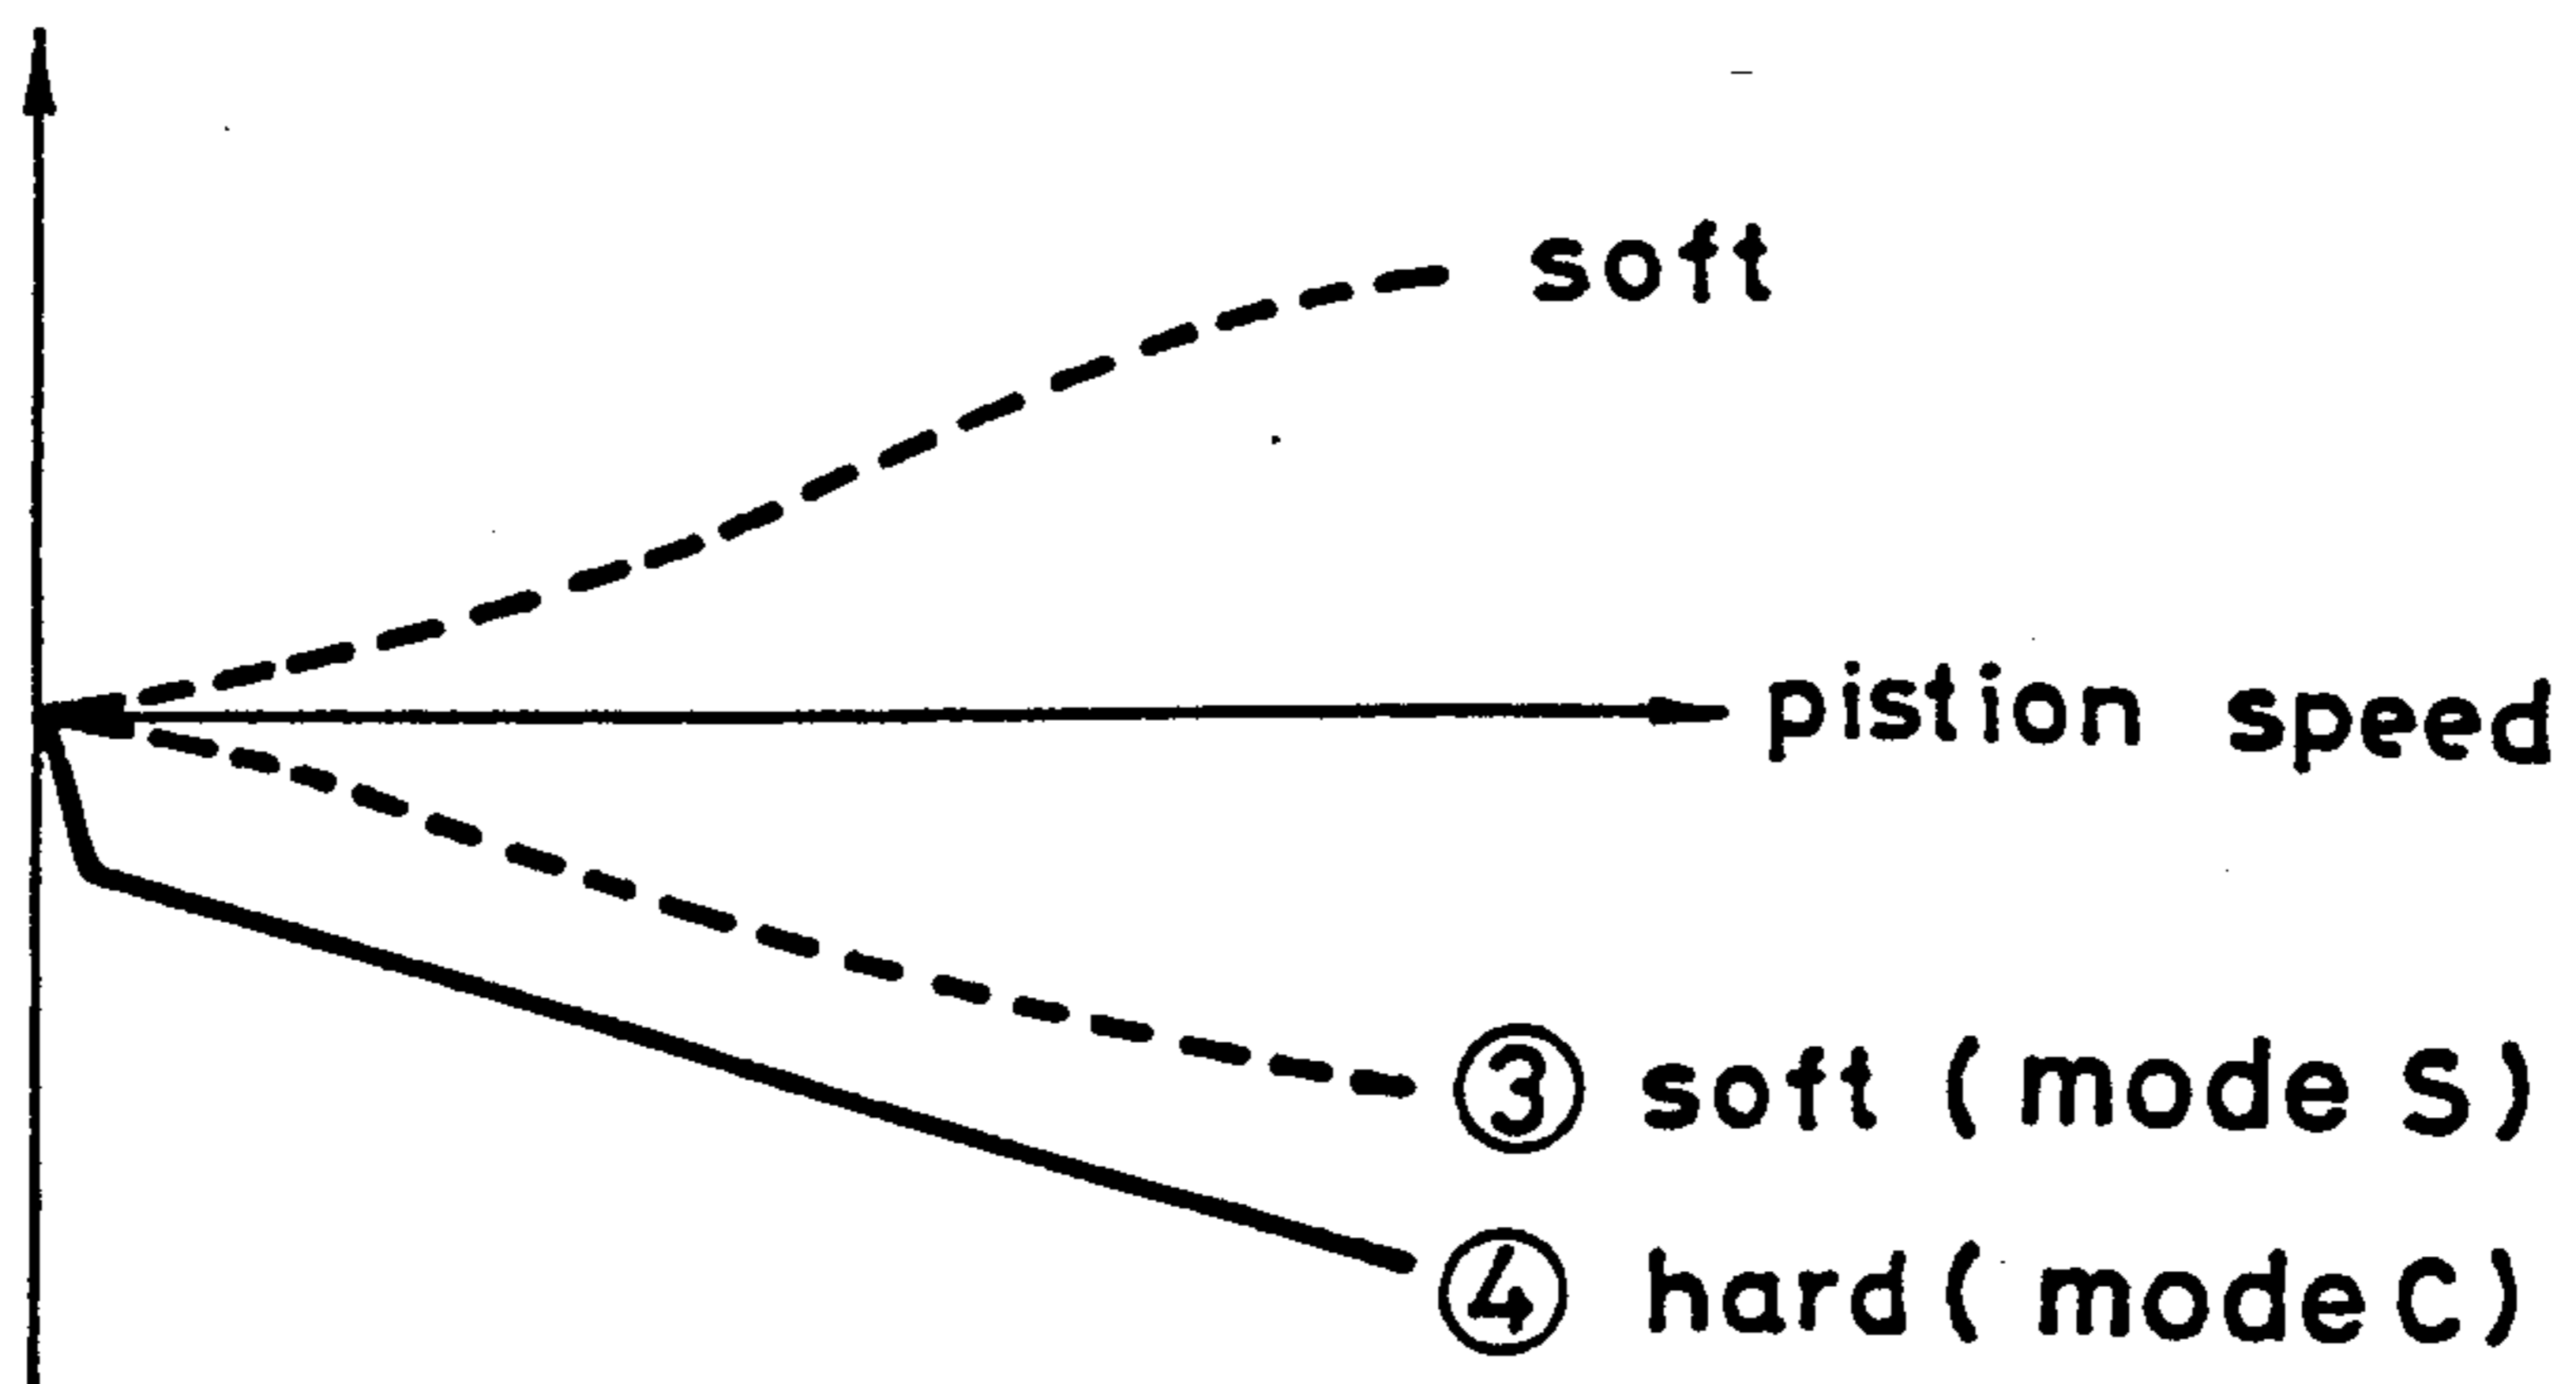 soft
pistion speed
③ soft (mode S)
④ hard (mode C)